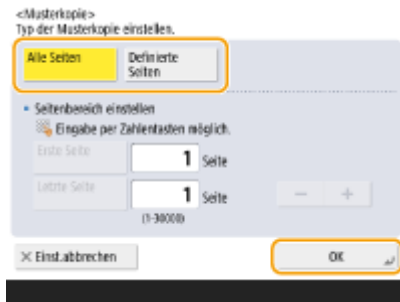 <Musterkopie>
Typ der Musterkopie einstellen.
Alle Seiten
Definierte
Seiten
Seitenbereich einstellen
Eingabe per Zahlentasten möglich.
Erste Seite
1 Seite
Letzte Seite
1 Seite
− +
(1-30000)
× Einst.abbrechen
OK